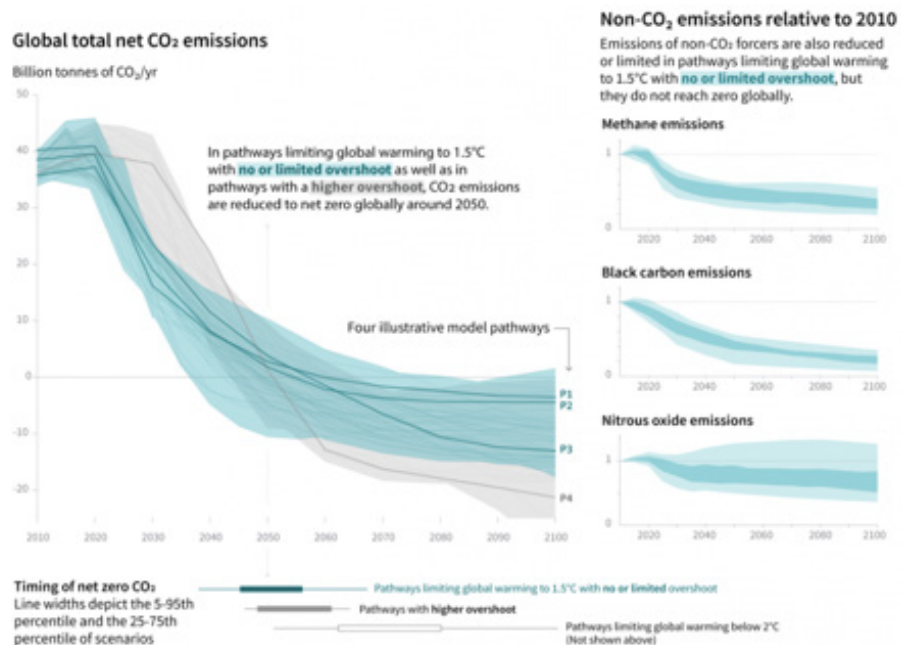 Global total net CO₂ emissions
Billion tonnes of CO₂/yr
50
40
30
20
10
0
-10
-20
2010 2020 2030 2040 2050 2060 2070 2080 2090 2100
In pathways limiting global warming to 1.5°C
with no or limited overshoot as well as in
pathways with a higher overshoot, CO₂ emissions
are reduced to net zero globally around 2050.
Four illustrative model pathways
P1
P2
P3
P4
Non-CO₂ emissions relative to 2010
Emissions of non-CO₂ forcers are also reduced
or limited in pathways limiting global warming
to 1.5°C with no or limited overshoot, but
they do not reach zero globally.
Methane emissions
1
0
2020 2040 2060 2080 2100
Black carbon emissions
1
0
2020 2040 2060 2080 2100
Nitrous oxide emissions
1
0
2020 2040 2060 2080 2100
Timing of net zero CO₂
Line widths depict the 5-95th
percentile and the 25-75th
percentile of scenarios
Pathways limiting global warming to 1.5°C with no or limited overshoot
Pathways with higher overshoot
Pathways limiting global warming below 2°C
(Not shown above)